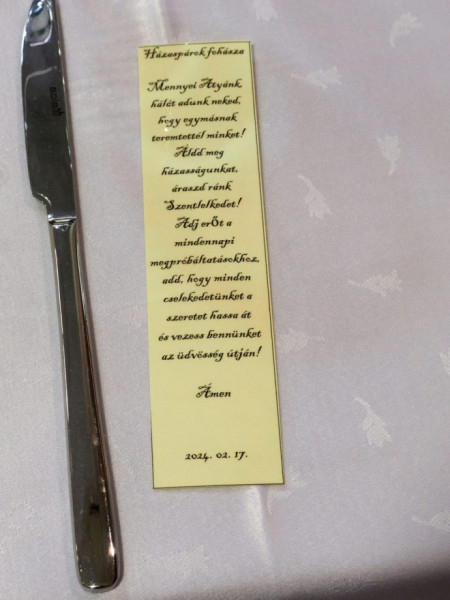 Házaspárok fohásza
Mennyei Atyánk,
hálát adunk neked,
hogy egymásnak
teremtettél minket!
Áldd meg
házasságunkat,
áraszd ránk
Szentlelkedet!
Adj erŐt a
mindennapi
megpróbáltatásokhoz,
add, hogy minden
cselekedetünket a
szeretet hassa át
és vezess bennünket
az üdvösség útján!
Ámen
2024. 02. 17.